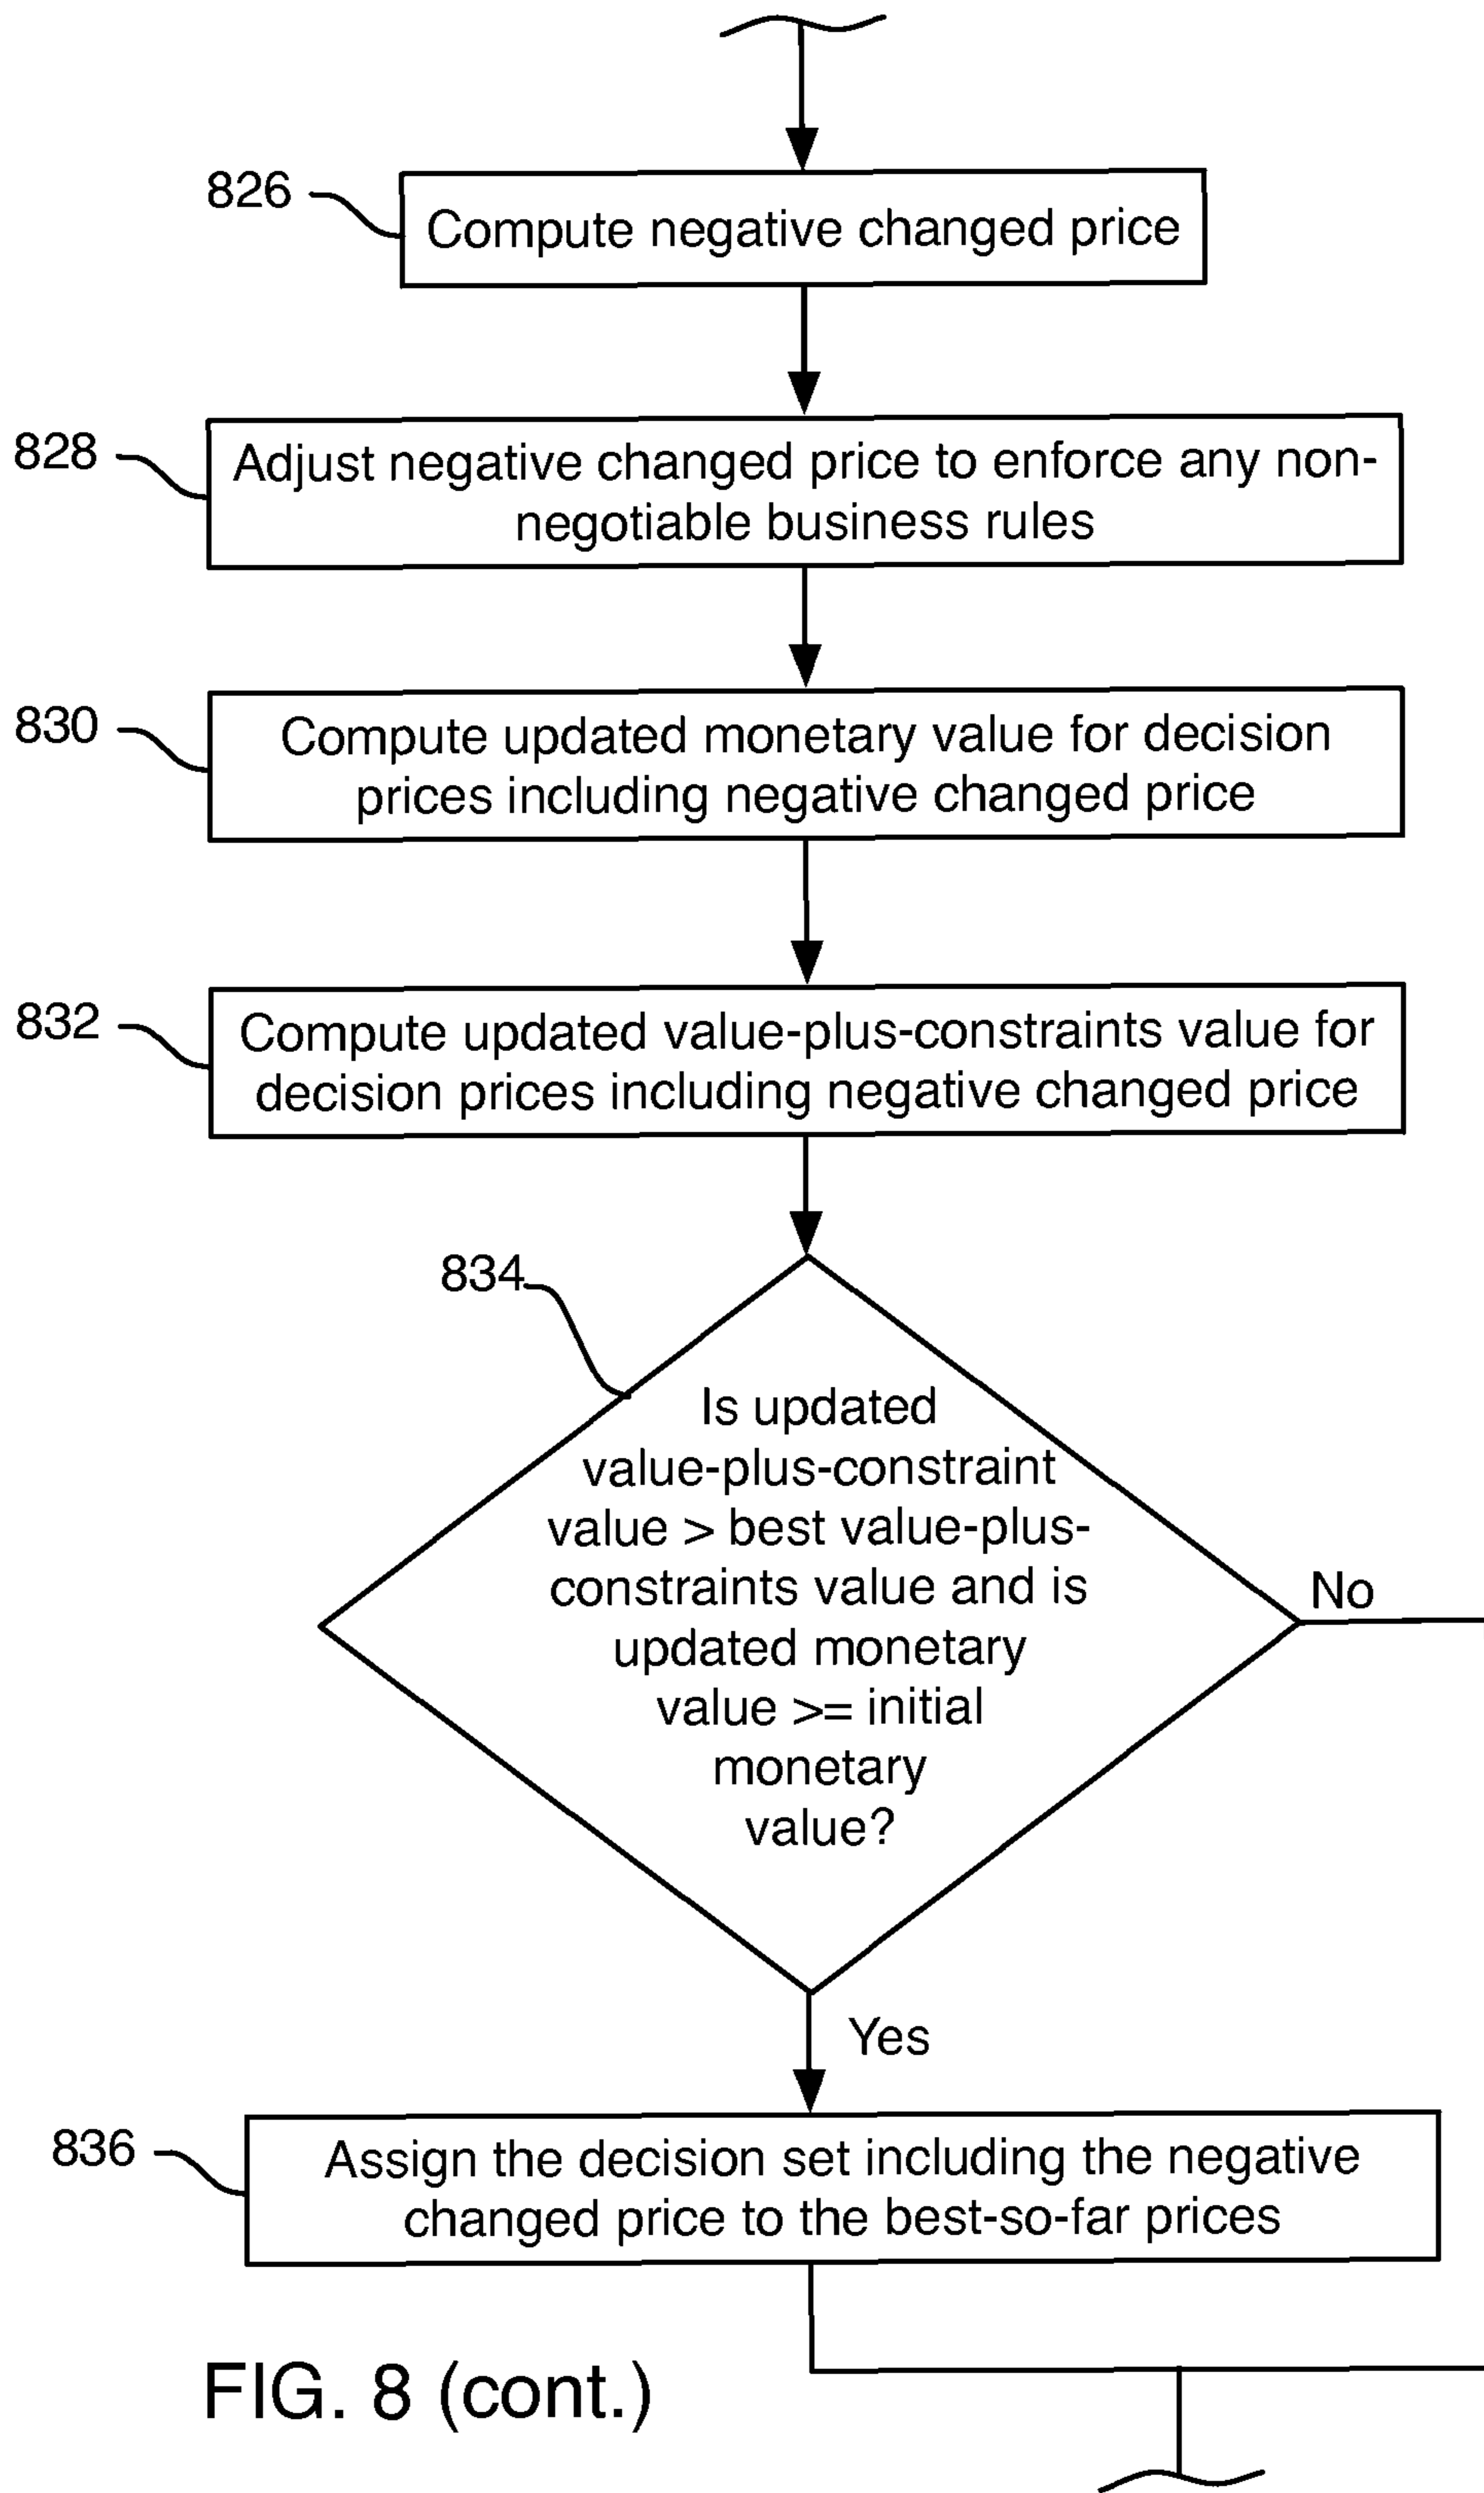 826
Compute negative changed price
828
Adjust negative changed price to enforce any non-
negotiable business rules
830
Compute updated monetary value for decision
prices including negative changed price
832
Compute updated value-plus-constraints value for
decision prices including negative changed price
834
Is updated
value-plus-constraint
value > best value-plus-
constraints value and is
updated monetary
value >= initial
monetary
value?
No
Yes
836
Assign the decision set including the negative
changed price to the best-so-far prices
FIG. 8 (cont.)